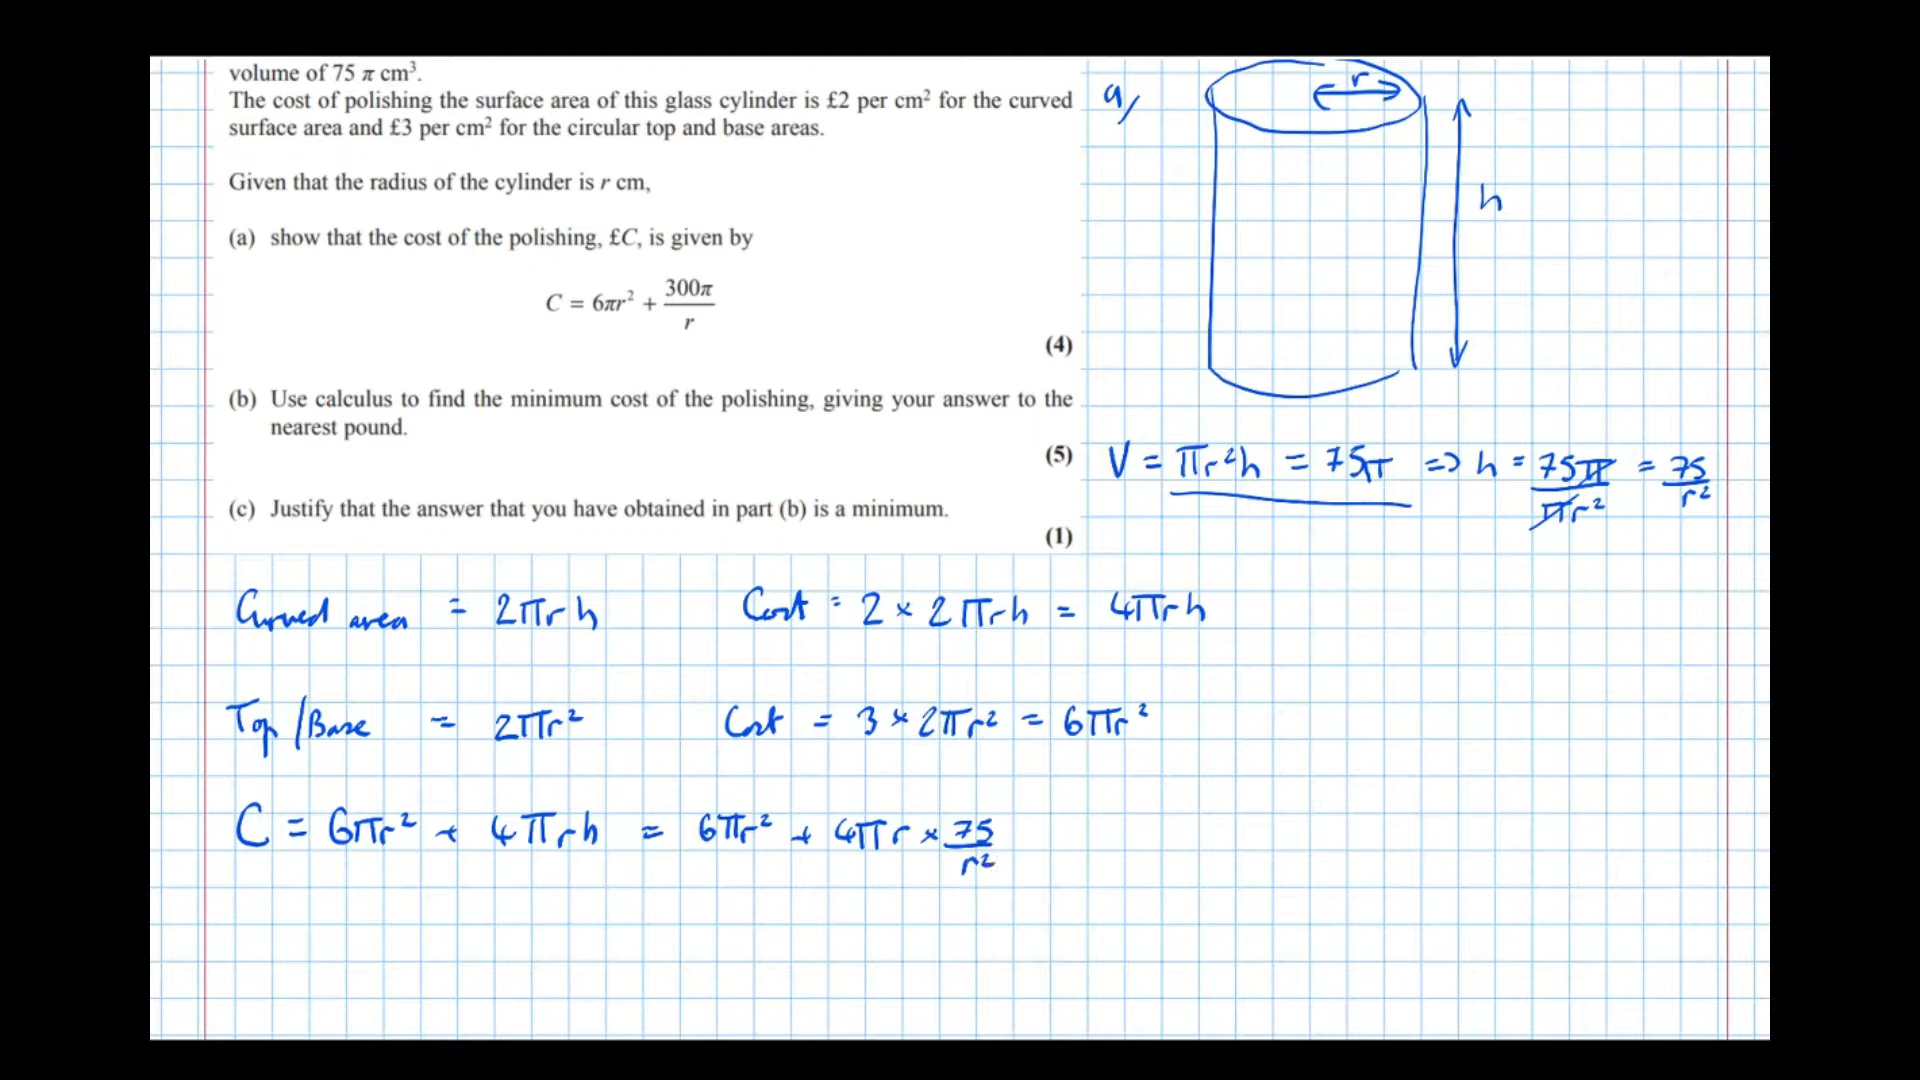 volume of 75 π cm³.
The cost of polishing the surface area of this glass cylinder is £2 per cm² for the curved
surface area and £3 per cm² for the circular top and base areas.
Given that the radius of the cylinder is r cm,
(a) show that the cost of the polishing, £C, is given by
C = 6πr² + 300π/r
(4)
(b) Use calculus to find the minimum cost of the polishing, giving your answer to the
nearest pound.
(5)
(c) Justify that the answer that you have obtained in part (b) is a minimum.
(1)
a/
r
h
V = πr²h = 75π => h = 75π/πr² = 75/r²
Curved area = 2πrh Cost = 2 × 2πrh = 4πrh
Top/Base = 2πr² Cost = 3 × 2πr² = 6πr²
C = 6πr² + 4πrh = 6πr² + 4πr × 75/r²